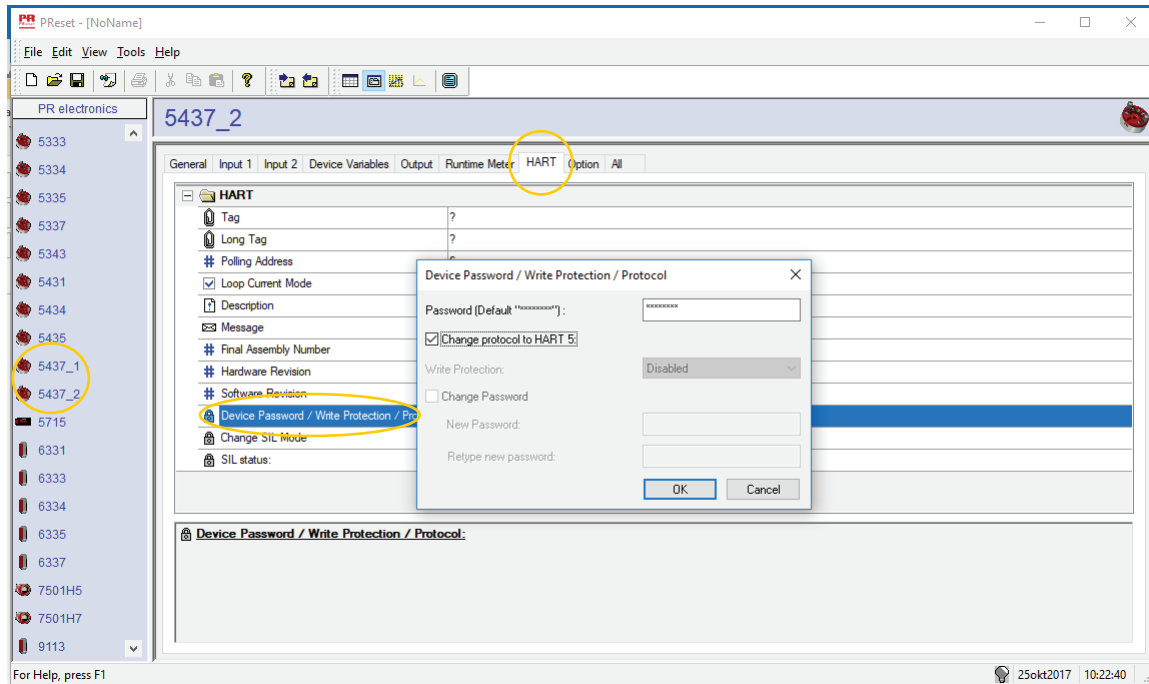 PR PReset - [NoName]
File Edit View Tools Help
PR electronics
5333
5334
5335
5337
5343
5431
5434
5435
5437_1
5437_2
5715
6331
6333
6334
6335
6337
7501H5
7501H7
9113
5437_2
General Input 1 Input 2 Device Variables Output Runtime Meter HART Option All
HART
Tag ?
Long Tag ?
Polling Address
Loop Current Mode
Description
Message
Final Assembly Number
Hardware Revision
Software Revision
Device Password / Write Protection / Pro
Change SIL Mode
SIL status:
Device Password / Write Protection / Protocol
Password (Default "********") : ********
Change protocol to HART 5:
Write Protection: Disabled
Change Password
New Password:
Retype new password:
OK Cancel
Device Password / Write Protection / Protocol:
For Help, press F1 25okt2017 10:22:40